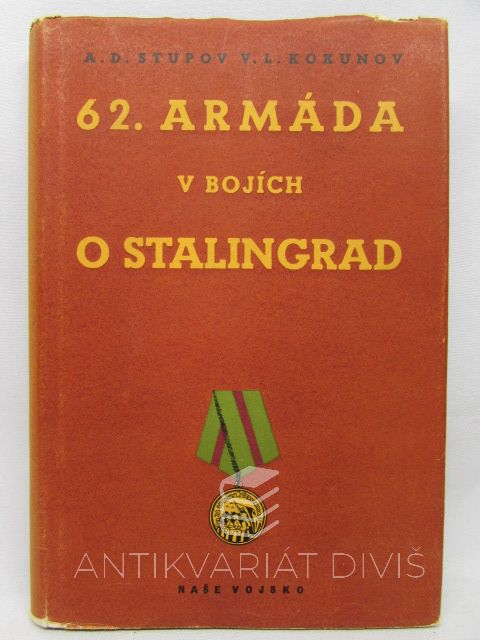 A. D. STUPOV V. L. KOKUNOV
62. ARMÁDA
V BOJÍCH
O STALINGRAD
ANTIKVARIÁT DIVIŠ
NAŠE VOJSKO